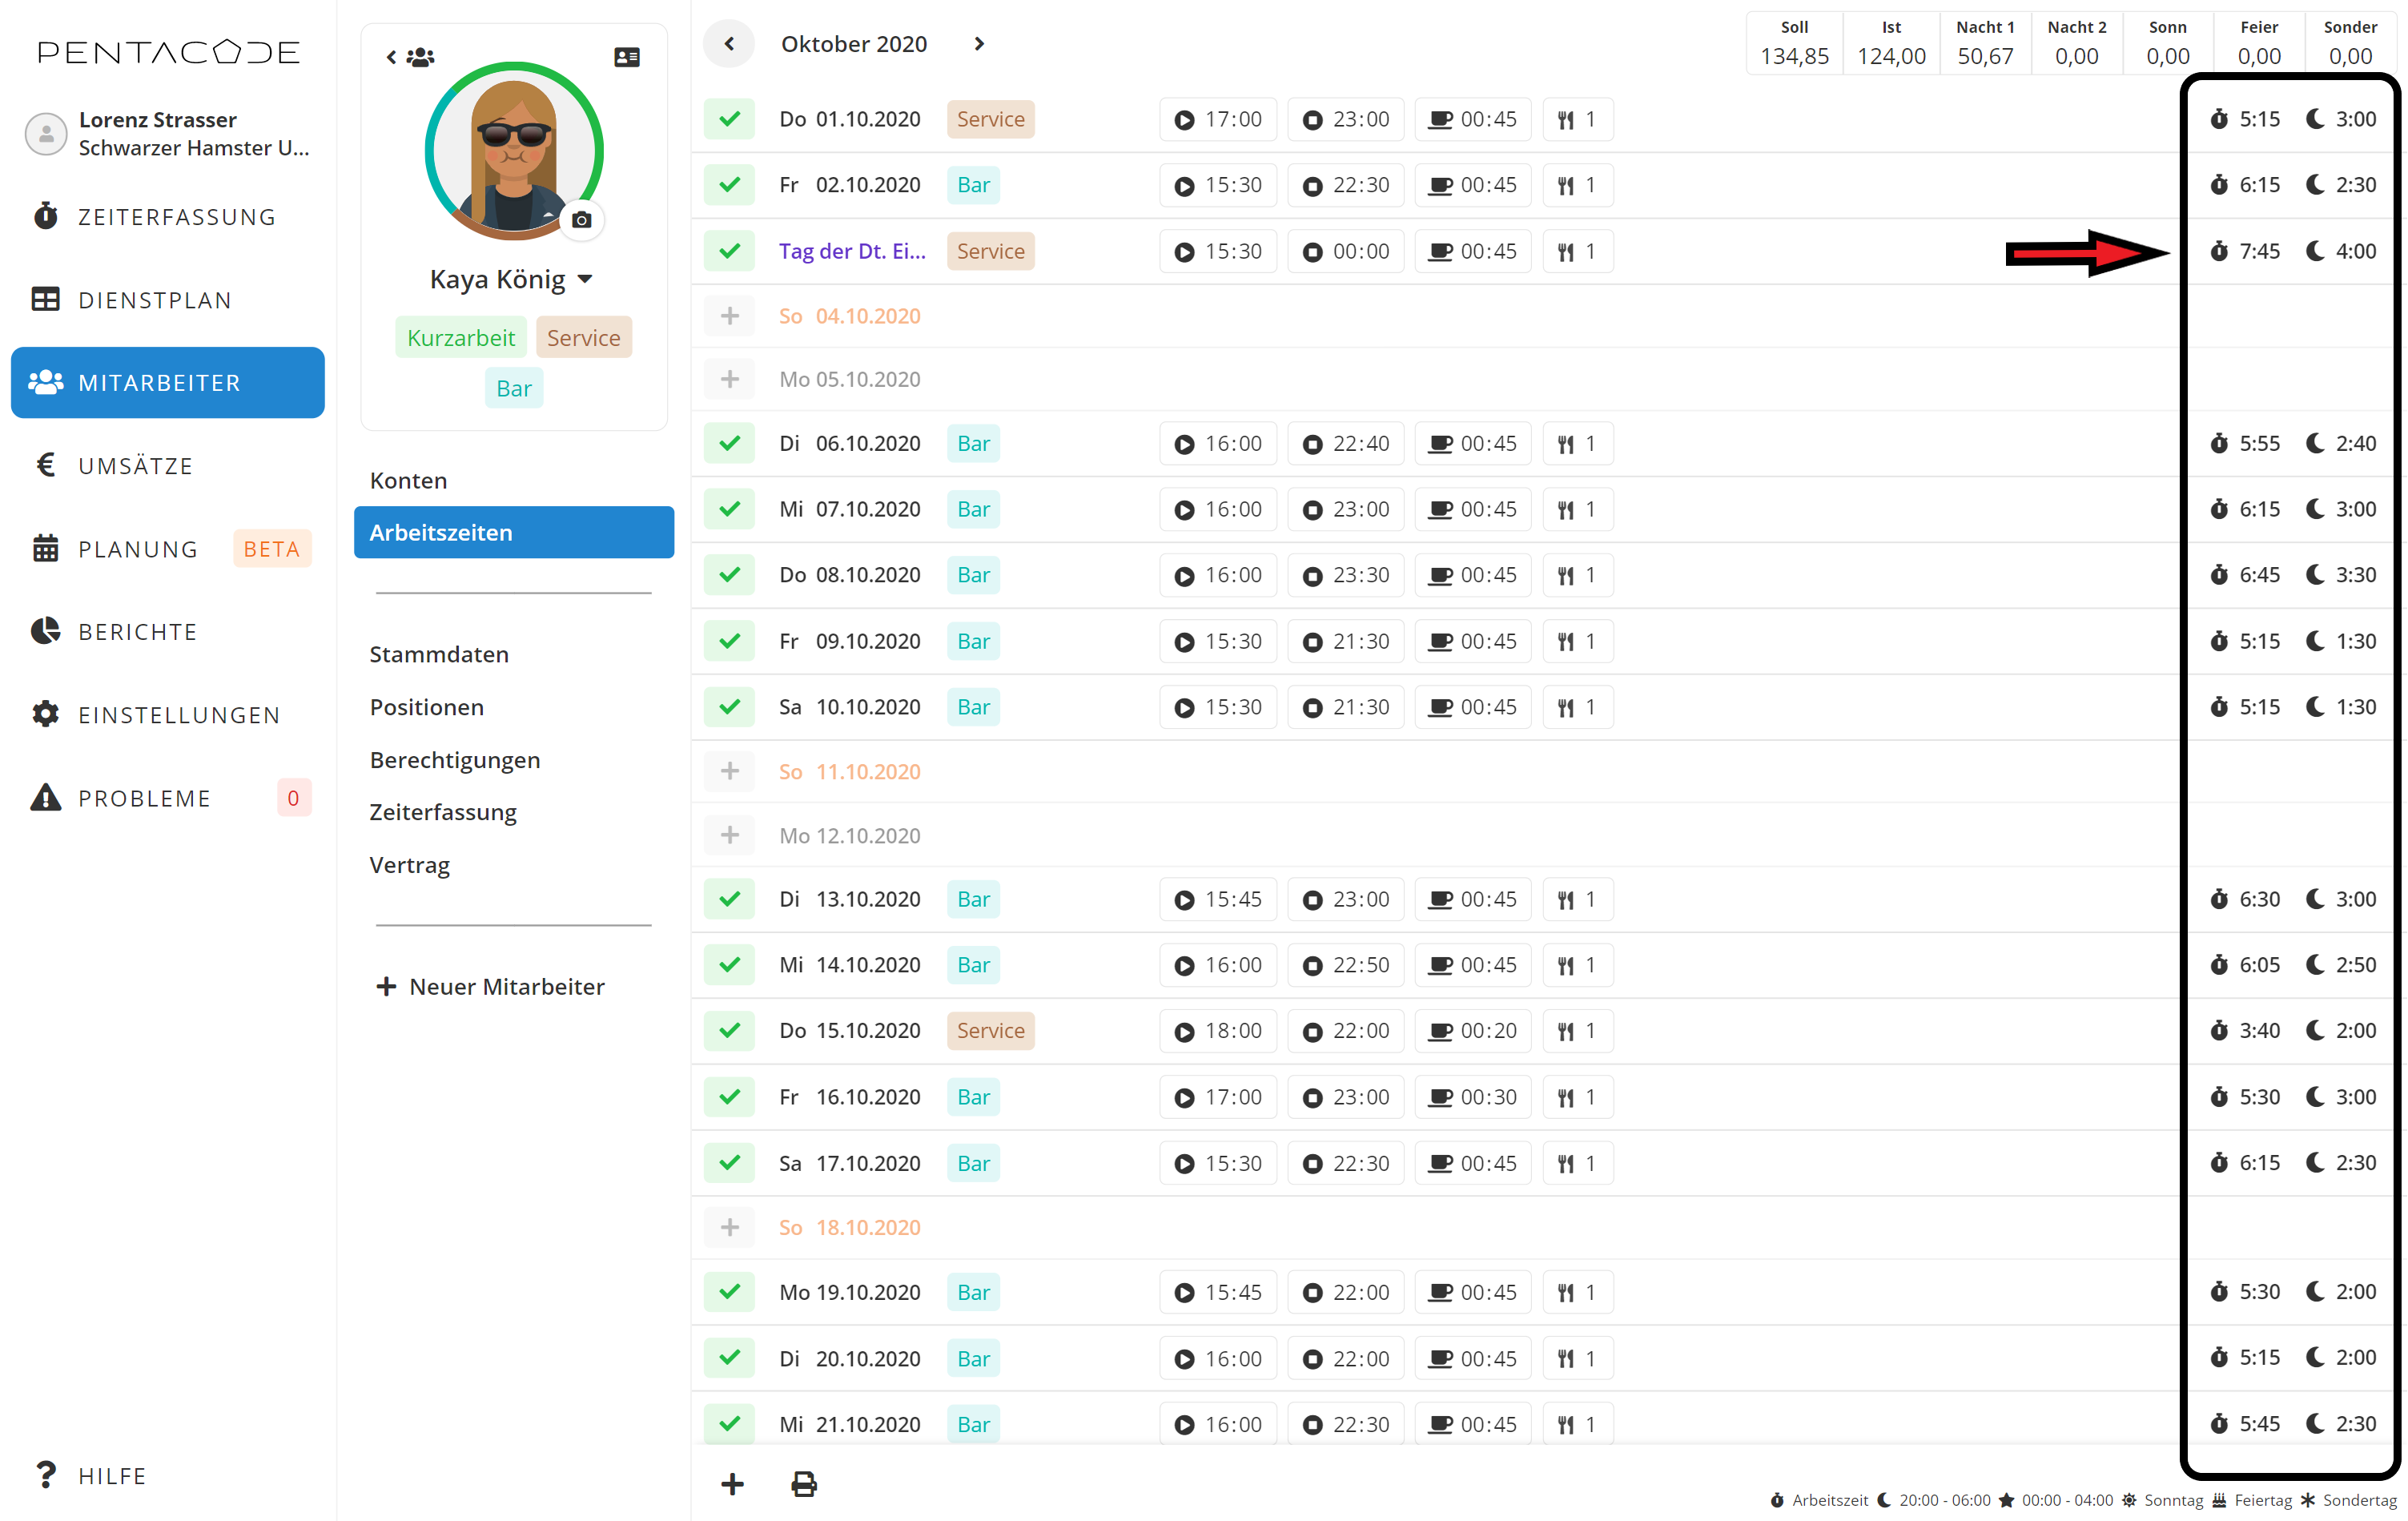 PENTACODE
Lorenz Strasser
Schwarzer Hamster U...
ZEITERFASSUNG
DIENSTPLAN
MITARBEITER
UMSÄTZE
PLANUNG BETA
BERICHTE
EINSTELLUNGEN
PROBLEME 0
HILFE
Kaya König
Kurzarbeit Service
Bar
Konten
Arbeitszeiten
Stammdaten
Positionen
Berechtigungen
Zeiterfassung
Vertrag
Neuer Mitarbeiter
Oktober 2020
Soll Ist Nacht 1 Nacht 2 Sonn Feier Sonder
134,85 124,00 50,67 0,00 0,00 0,00 0,00
Do 01.10.2020 Service 17:00 23:00 00:45 1 5:15 3:00
Fr 02.10.2020 Bar 15:30 22:30 00:45 1 6:15 2:30
Tag der Dt. Ei... Service 15:30 00:00 00:45 1 7:45 4:00
So 04.10.2020
Mo 05.10.2020
Di 06.10.2020 Bar 16:00 22:40 00:45 1 5:55 2:40
Mi 07.10.2020 Bar 16:00 23:00 00:45 1 6:15 3:00
Do 08.10.2020 Bar 16:00 23:30 00:45 1 6:45 3:30
Fr 09.10.2020 Bar 15:30 21:30 00:45 1 5:15 1:30
Sa 10.10.2020 Bar 15:30 21:30 00:45 1 5:15 1:30
So 11.10.2020
Mo 12.10.2020
Di 13.10.2020 Bar 15:45 23:00 00:45 1 6:30 3:00
Mi 14.10.2020 Bar 16:00 22:50 00:45 1 6:05 2:50
Do 15.10.2020 Service 18:00 22:00 00:20 1 3:40 2:00
Fr 16.10.2020 Bar 17:00 23:00 00:30 1 5:30 3:00
Sa 17.10.2020 Bar 15:30 22:30 00:45 1 6:15 2:30
So 18.10.2020
Mo 19.10.2020 Bar 15:45 22:00 00:45 1 5:30 2:00
Di 20.10.2020 Bar 16:00 22:00 00:45 1 5:15 2:00
Mi 21.10.2020 Bar 16:00 22:30 00:45 1 5:45 2:30
Arbeitszeit 20:00 - 06:00 00:00 - 04:00 Sonntag Feiertag Sondertag